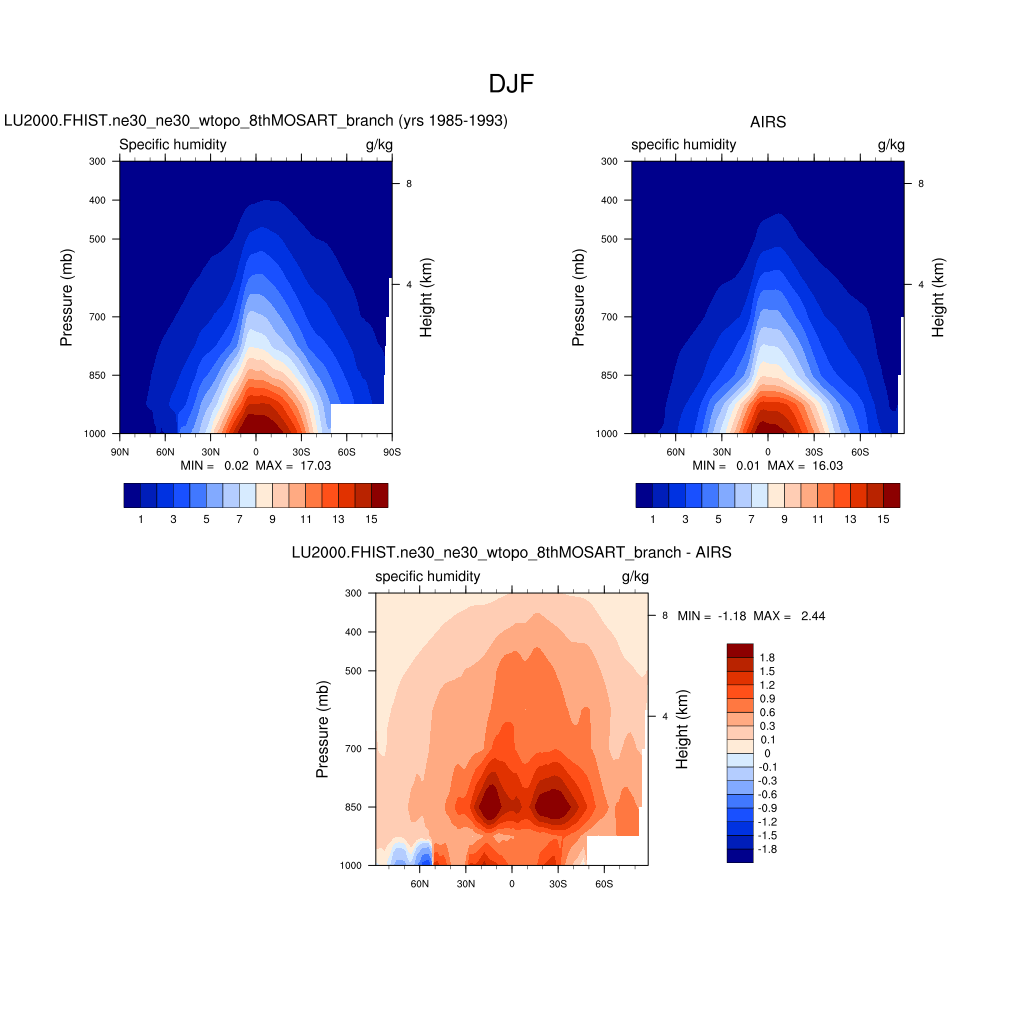 DJF
LU2000.FHIST.ne30_ne30_wtopo_8thMOSART_branch (yrs 1985-1993)
Specific humidity g/kg
300
400
500
700
850
1000
Pressure (mb)
8
4
Height (km)
90N 60N 30N 0 30S 60S 90S
MIN = 0.02 MAX = 17.03
1 3 5 7 9 11 13 15
AIRS
specific humidity g/kg
300
400
500
700
850
1000
Pressure (mb)
8
4
Height (km)
60N 30N 0 30S 60S
MIN = 0.01 MAX = 16.03
1 3 5 7 9 11 13 15
LU2000.FHIST.ne30_ne30_wtopo_8thMOSART_branch - AIRS
specific humidity g/kg
300
400
500
700
850
1000
Pressure (mb)
8
4
Height (km)
60N 30N 0 30S 60S
MIN = -1.18 MAX = 2.44
1.8
1.5
1.2
0.9
0.6
0.3
0.1
0
-0.1
-0.3
-0.6
-0.9
-1.2
-1.5
-1.8